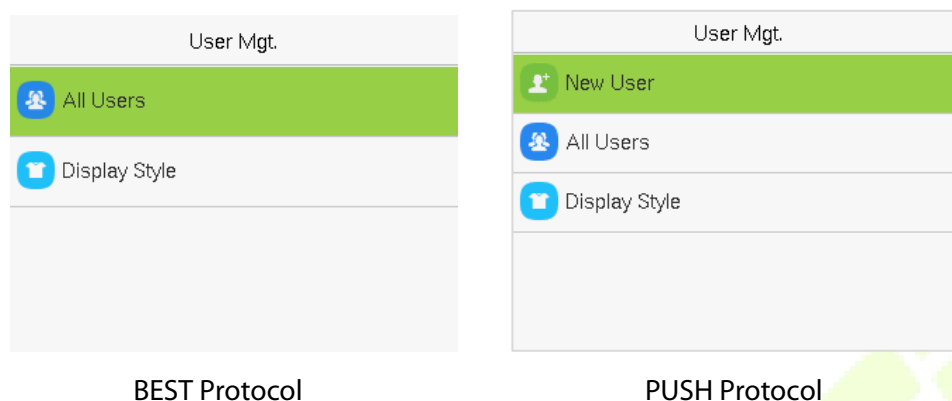 User Mgt.
All Users
Display Style
BEST Protocol
User Mgt.
New User
All Users
Display Style
PUSH Protocol